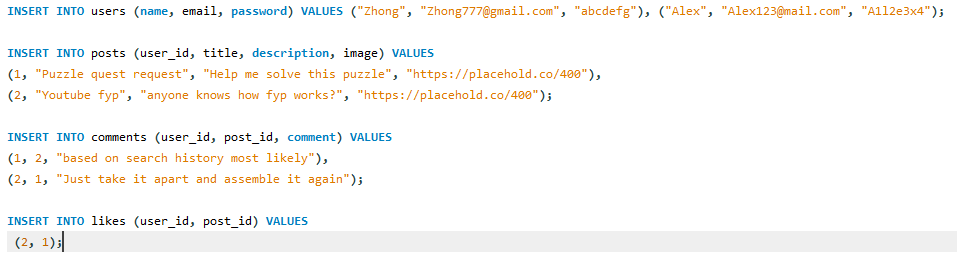 INSERT INTO users (name, email, password) VALUES ("Zhong", "Zhong777@gmail.com", "abcdefg"), ("Alex", "Alex123@mail.com", "A1l2e3x4");
INSERT INTO posts (user_id, title, description, image) VALUES
(1, "Puzzle quest request", "Help me solve this puzzle", "https://placehold.co/400"),
(2, "Youtube fyp", "anyone knows how fyp works?", "https://placehold.co/400");
INSERT INTO comments (user_id, post_id, comment) VALUES
(1, 2, "based on search history most likely"),
(2, 1, "Just take it apart and assemble it again");
INSERT INTO likes (user_id, post_id) VALUES
(2, 1);